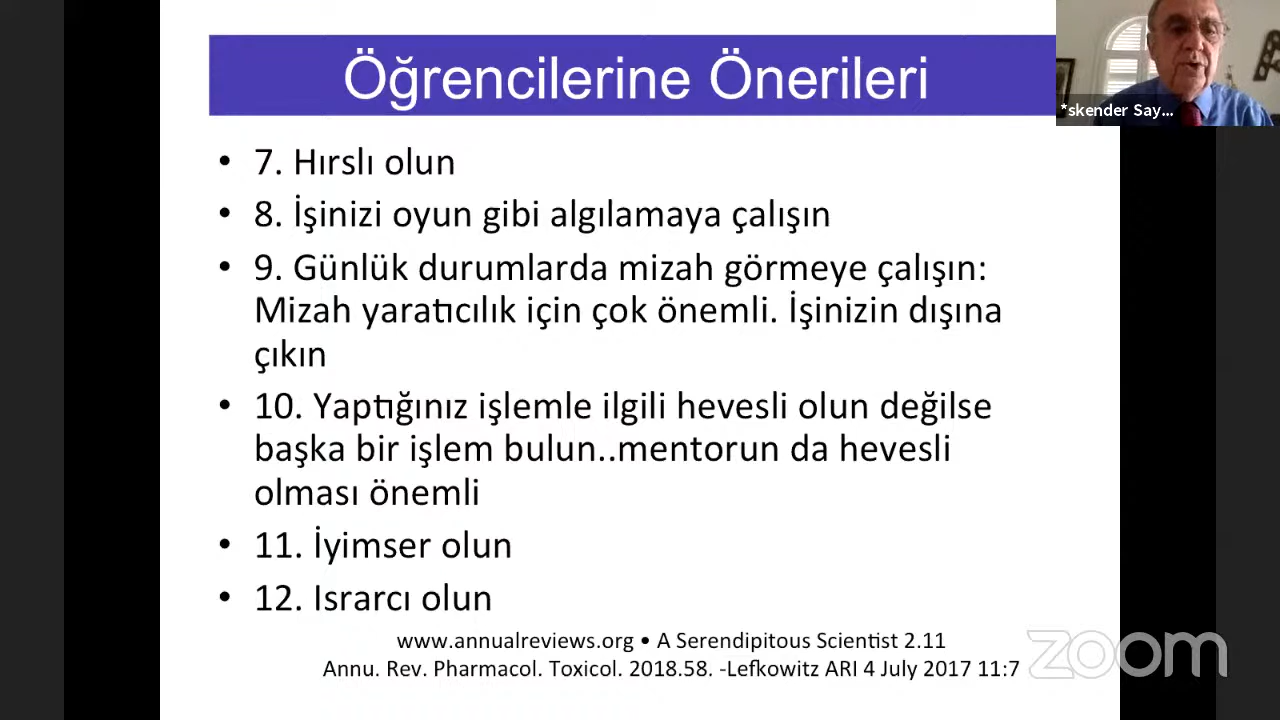 Öğrencilerine Önerileri
*skender Say...
• 7. Hırslı olun
• 8. İşinizi oyun gibi algılamaya çalışın
• 9. Günlük durumlarda mizah görmeye çalışın:
Mizah yaratıcılık için çok önemli. İşinizin dışına
çıkın
• 10. Yaptığınız işlemle ilgili hevesli olun değilse
başka bir işlem bulun..mentorun da hevesli
olması önemli
• 11. İyimser olun
• 12. Israrcı olun
www.annualreviews.org • A Serendipitous Scientist 2.11
Annu. Rev. Pharmacol. Toxicol. 2018.58. -Lefkowitz ARI 4 July 2017 11:7
zoom